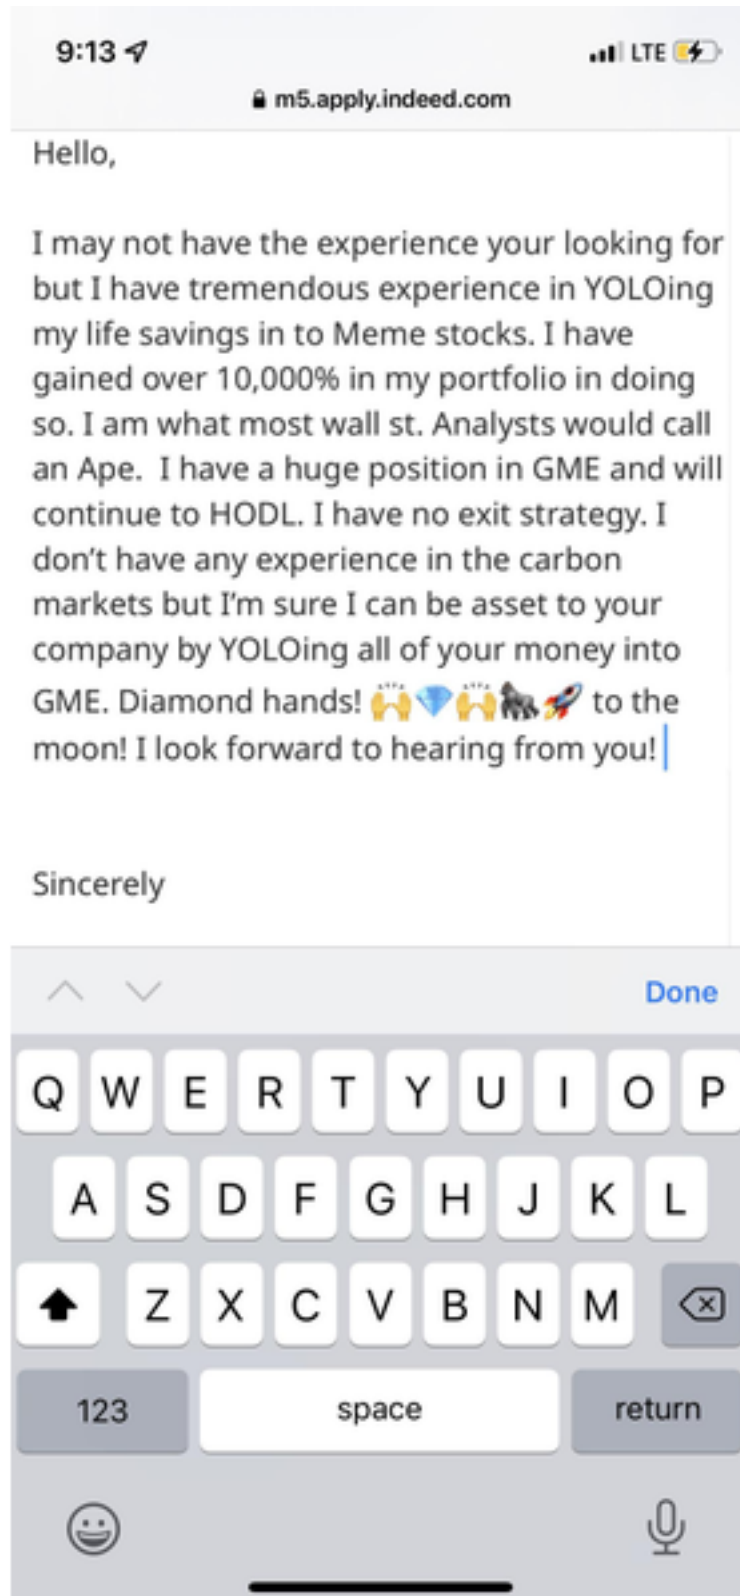 9:13
LTE
m5.apply.indeed.com
Hello,
I may not have the experience your looking for
but I have tremendous experience in YOLOing
my life savings in to Meme stocks. I have
gained over 10,000% in my portfolio in doing
so. I am what most wall st. Analysts would call
an Ape.  I have a huge position in GME and will
continue to HODL. I have no exit strategy. I
don’t have any experience in the carbon
markets but I’m sure I can be asset to your
company by YOLOing all of your money into
GME. Diamond hands! 🙌💎🙌🦍🚀 to the
moon! I look forward to hearing from you!
Sincerely
Done
Q W E R T Y U I O P
A S D F G H J K L
Z X C V B N M
123 space return